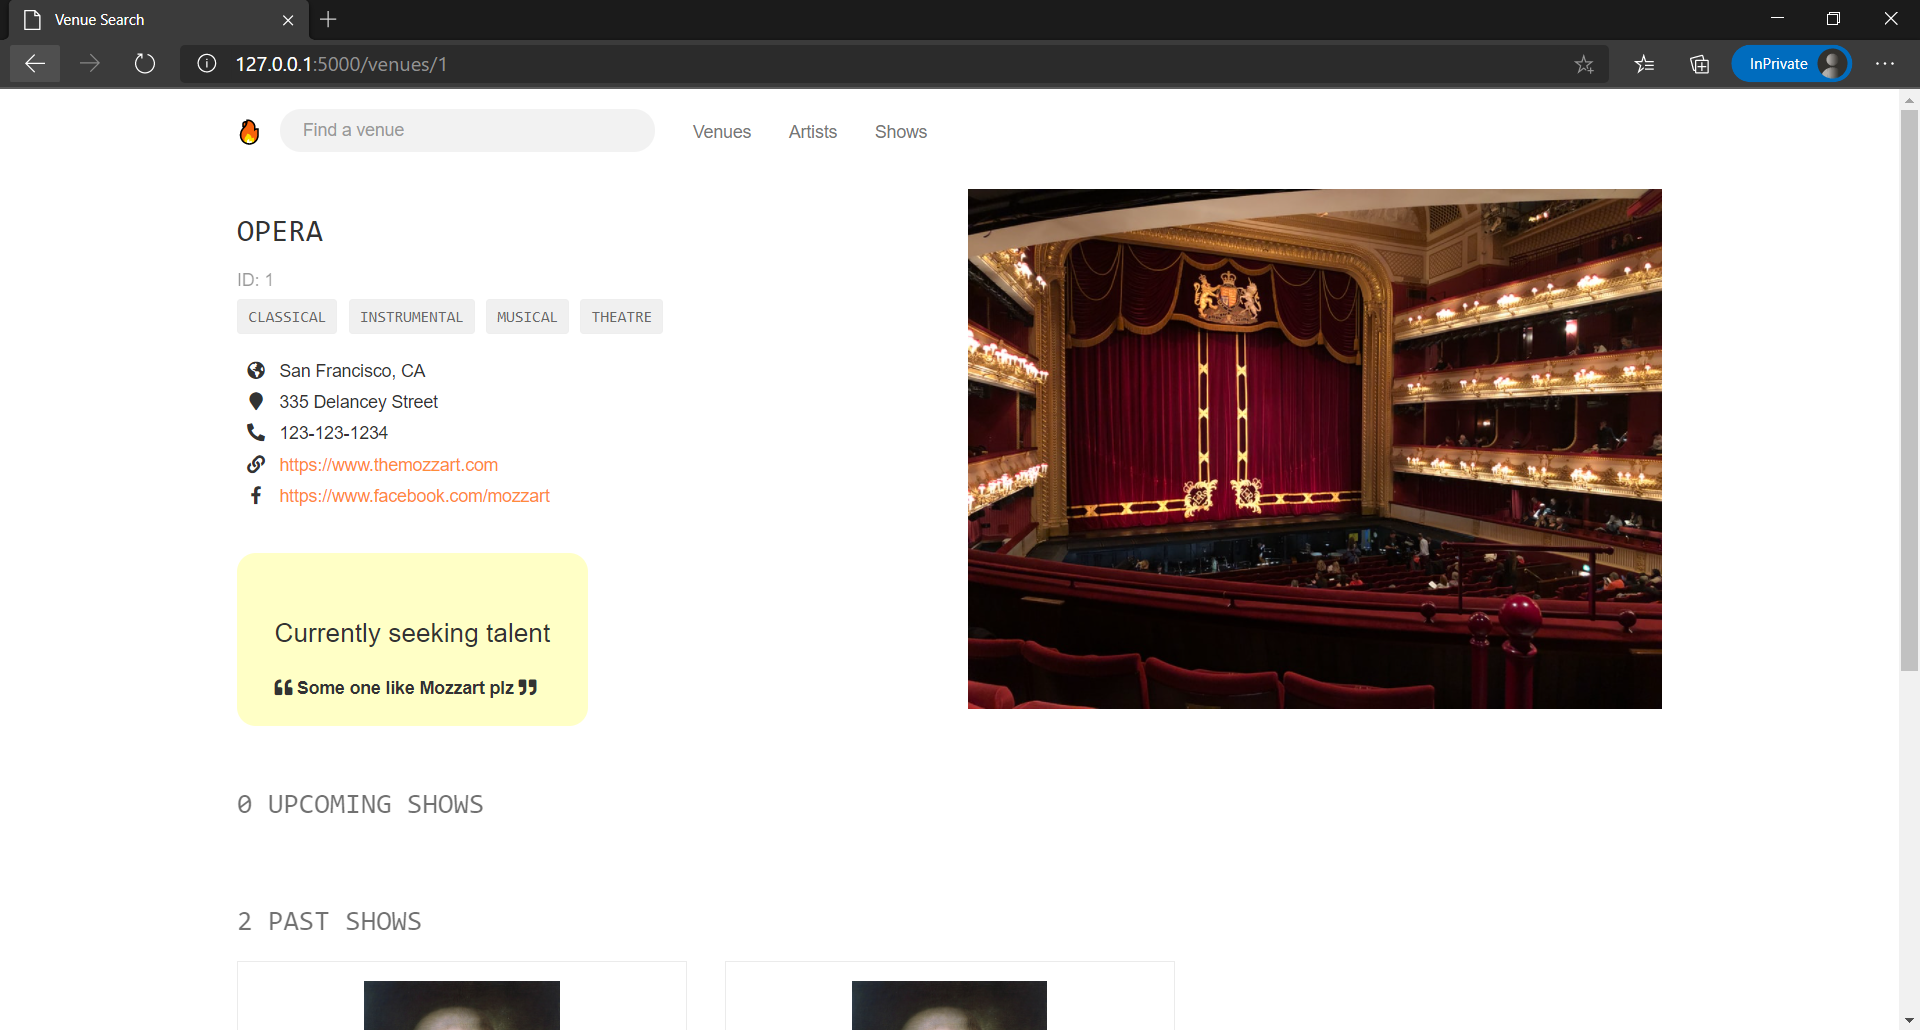 Venue Search
127.0.0.1:5000/venues/1
InPrivate
Find a venue
Venues
Artists
Shows
OPERA
ID: 1
CLASSICAL
INSTRUMENTAL
MUSICAL
THEATRE
San Francisco, CA
335 Delancey Street
123-123-1234
https://www.themozzart.com
https://www.facebook.com/mozzart
Currently seeking talent
❝ Some one like Mozzart plz ❞
0 UPCOMING SHOWS
2 PAST SHOWS